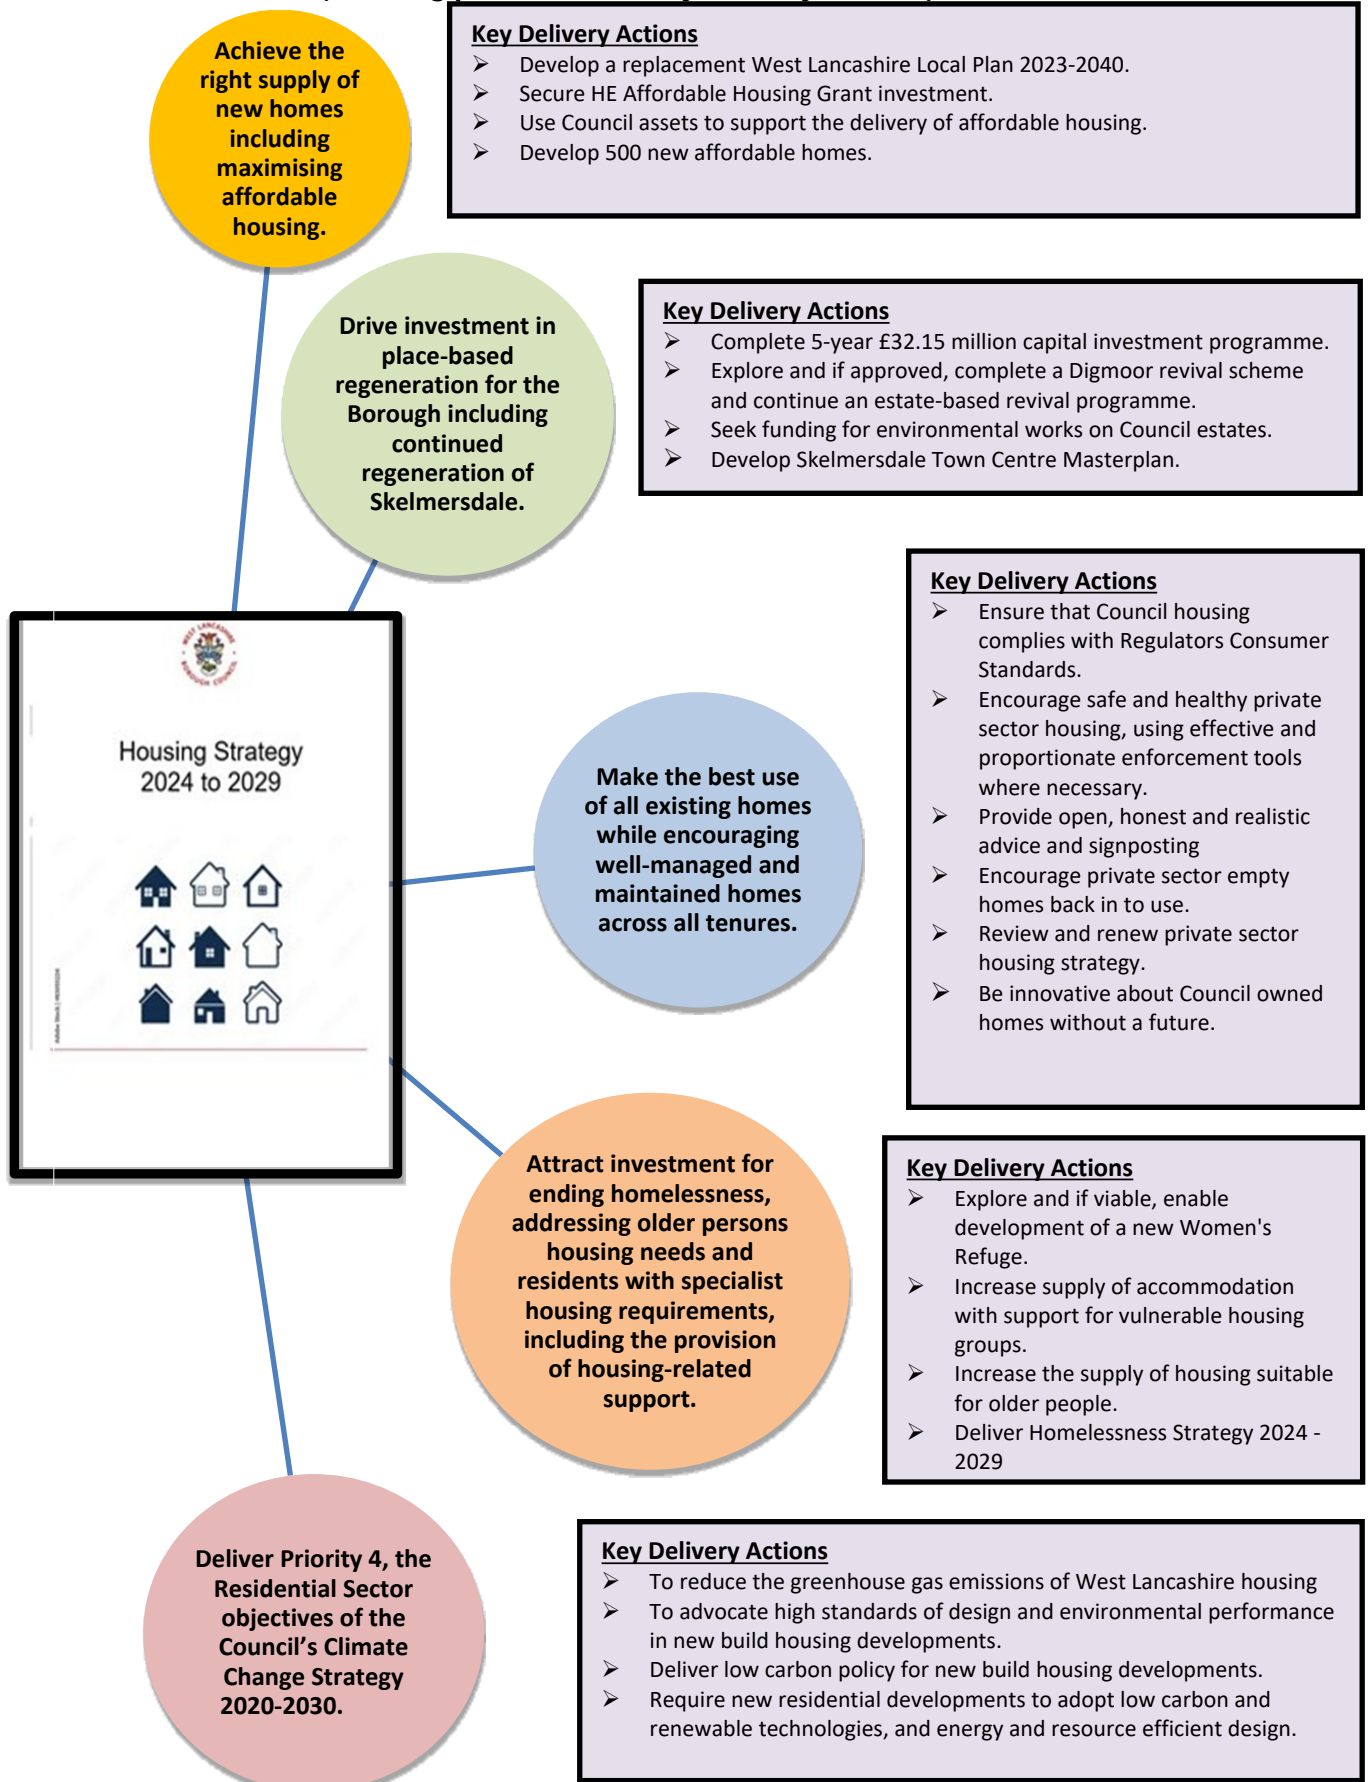 Achieve the
right supply of
new homes
including
maximising
affordable
housing.
Key Delivery Actions
➢ Develop a replacement West Lancashire Local Plan 2023-2040.
➢ Secure HE Affordable Housing Grant investment.
➢ Use Council assets to support the delivery of affordable housing.
➢ Develop 500 new affordable homes.
Drive investment in
place-based
regeneration for the
Borough including
continued
regeneration of
Skelmersdale.
Key Delivery Actions
➢ Complete 5-year £32.15 million capital investment programme.
➢ Explore and if approved, complete a Digmoor revival scheme
and continue an estate-based revival programme.
➢ Seek funding for environmental works on Council estates.
➢ Develop Skelmersdale Town Centre Masterplan.
WEST LANCASHIRE
BOROUGH COUNCIL
Housing Strategy
2024 to 2029
Make the best use
of all existing homes
while encouraging
well-managed and
maintained homes
across all tenures.
Key Delivery Actions
➢ Ensure that Council housing
complies with Regulators Consumer
Standards.
➢ Encourage safe and healthy private
sector housing, using effective and
proportionate enforcement tools
where necessary.
➢ Provide open, honest and realistic
advice and signposting
➢ Encourage private sector empty
homes back in to use.
➢ Review and renew private sector
housing strategy.
➢ Be innovative about Council owned
homes without a future.
Attract investment for
ending homelessness,
addressing older persons
housing needs and
residents with specialist
housing requirements,
including the provision
of housing-related
support.
Key Delivery Actions
➢ Explore and if viable, enable
development of a new Women's
Refuge.
➢ Increase supply of accommodation
with support for vulnerable housing
groups.
➢ Increase the supply of housing suitable
for older people.
➢ Deliver Homelessness Strategy 2024 -
2029
Deliver Priority 4, the
Residential Sector
objectives of the
Council’s Climate
Change Strategy
2020-2030.
Key Delivery Actions
➢ To reduce the greenhouse gas emissions of West Lancashire housing
➢ To advocate high standards of design and environmental performance
in new build housing developments.
➢ Deliver low carbon policy for new build housing developments.
➢ Require new residential developments to adopt low carbon and
renewable technologies, and energy and resource efficient design.